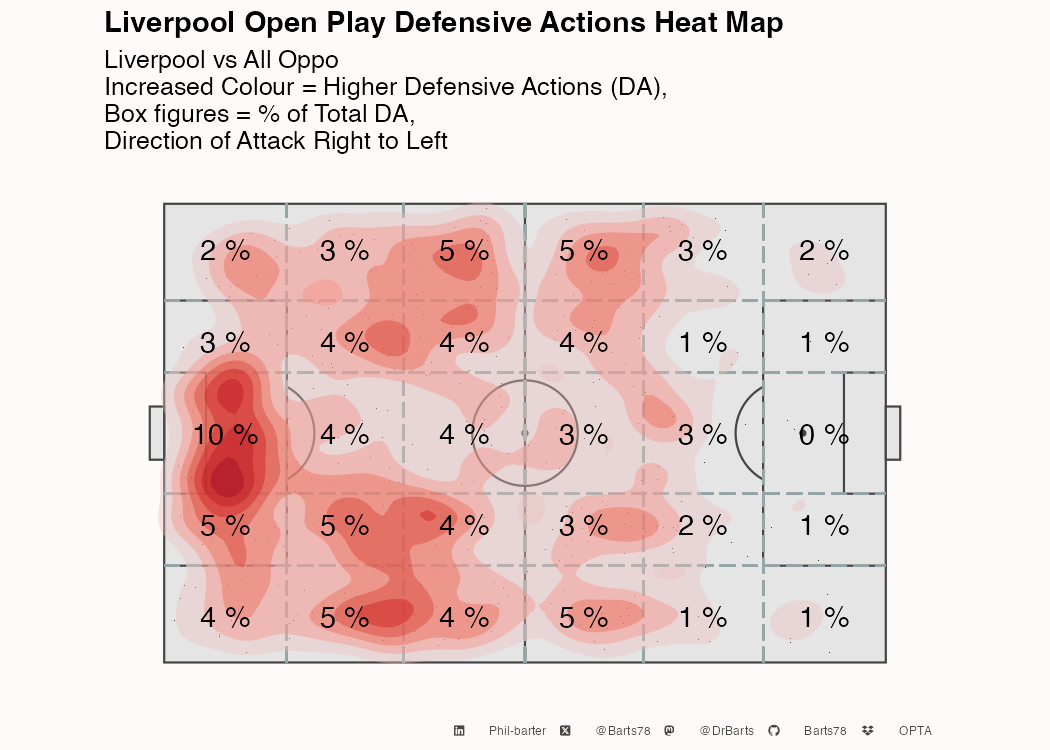 Liverpool Open Play Defensive Actions Heat Map
Liverpool vs All Oppo
Increased Colour = Higher Defensive Actions (DA),
Box figures = % of Total DA,
Direction of Attack Right to Left
2 % 3 % 5 % 5 % 3 % 2 %
3 % 4 % 4 % 4 % 1 % 1 %
10 % 4 % 4 % 3 % 3 % 0 %
5 % 5 % 4 % 3 % 2 % 1 %
4 % 5 % 4 % 5 % 1 % 1 %
Phil-barter @Barts78 @DrBarts Barts78 OPTA